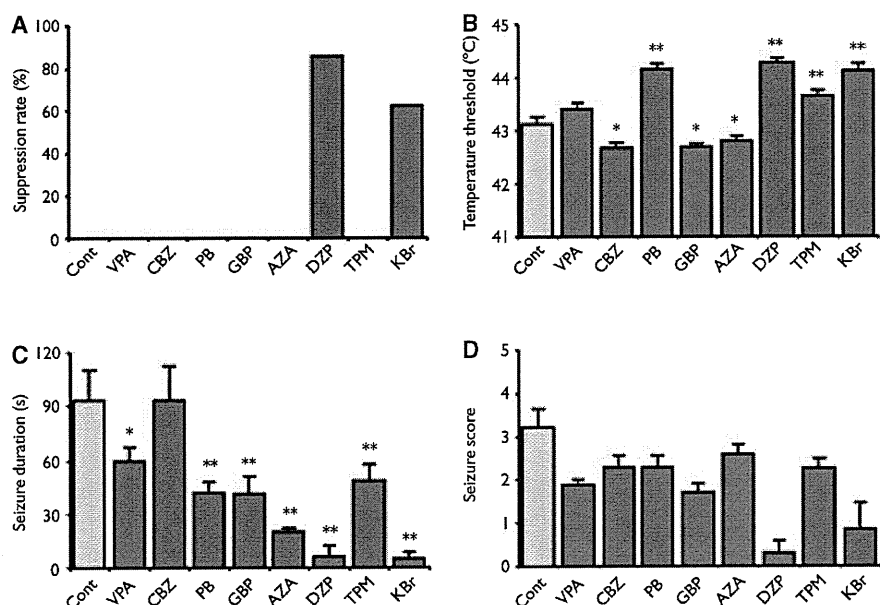 A
Suppression rate (%)
100
80
60
40
20
0
Cont VPA CBZ PB GBP AZA DZP TPM KBr
B
Temperature threshold (°C)
45
44
43
42
41
* ** * * ** ** **
Cont VPA CBZ PB GBP AZA DZP TPM KBr
C
Seizure duration (s)
120
90
60
30
0
* ** ** ** ** ** **
Cont VPA CBZ PB GBP AZA DZP TPM KBr
D
Seizure score
5
4
3
2
1
0
Cont VPA CBZ PB GBP AZA DZP TPM KBr